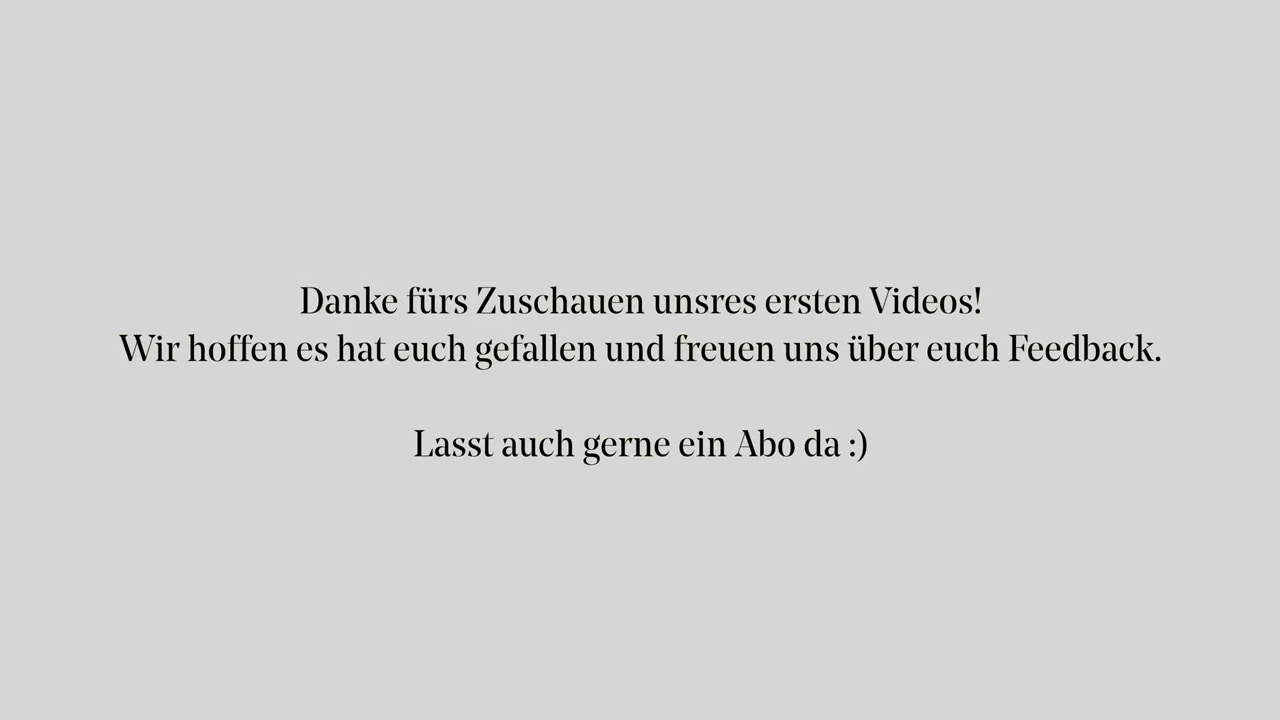 Danke fürs Zuschauen unsres ersten Videos!
Wir hoffen es hat euch gefallen und freuen uns über euch Feedback.
Lasst auch gerne ein Abo da :)